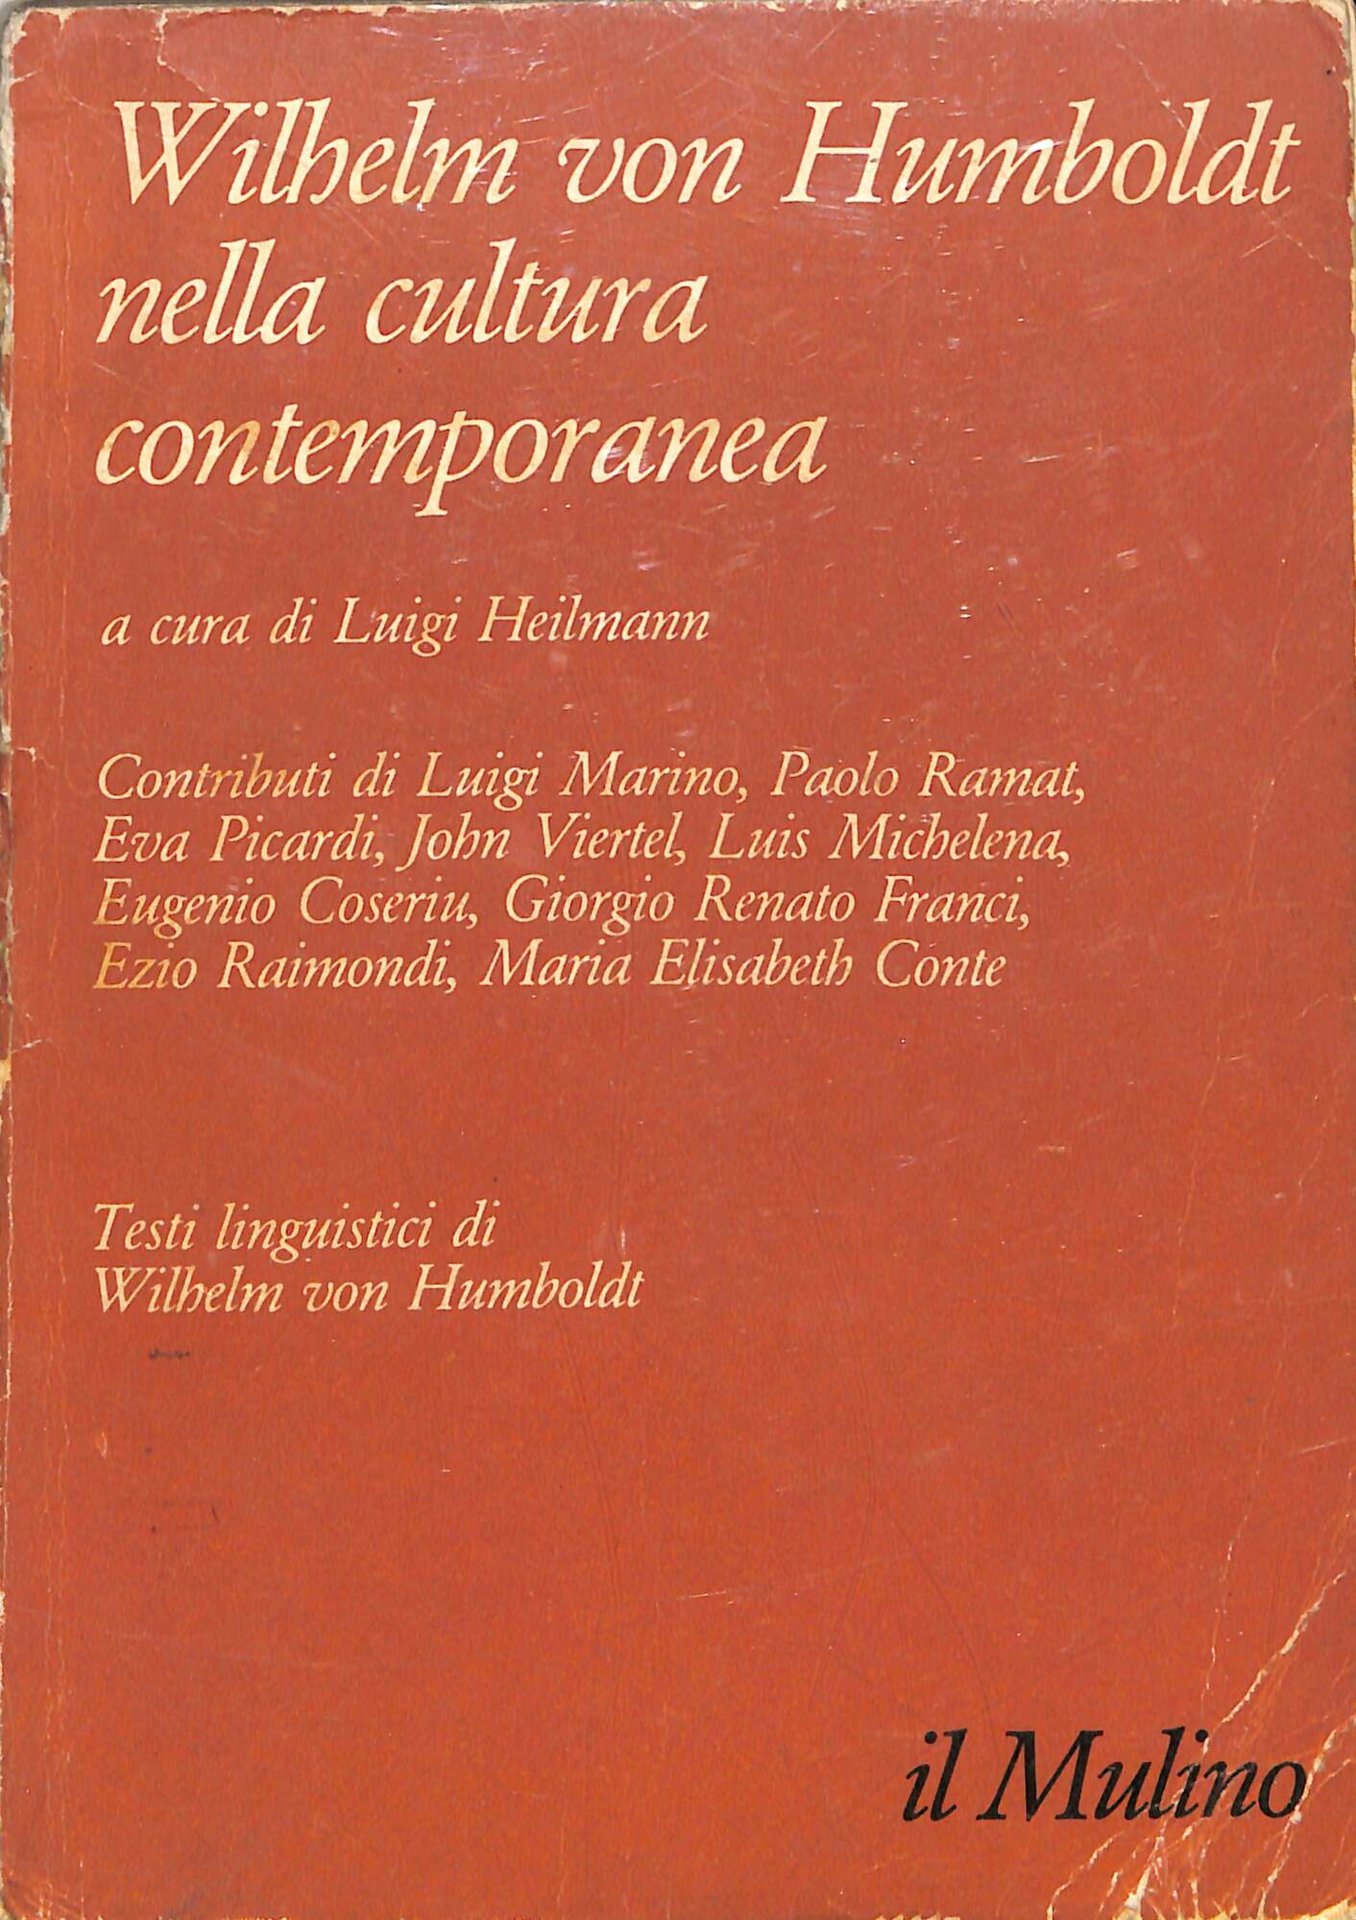 Wilhelm von Humboldt
nella cultura
contemporanea
a cura di Luigi Heilmann
Contributi di Luigi Marino, Paolo Ramat,
Eva Picardi, John Viertel, Luis Michelena,
Eugenio Coseriu, Giorgio Renato Franci,
Ezio Raimondi, Maria Elisabeth Conte
Testi linguistici di
Wilhelm von Humboldt
il Mulino